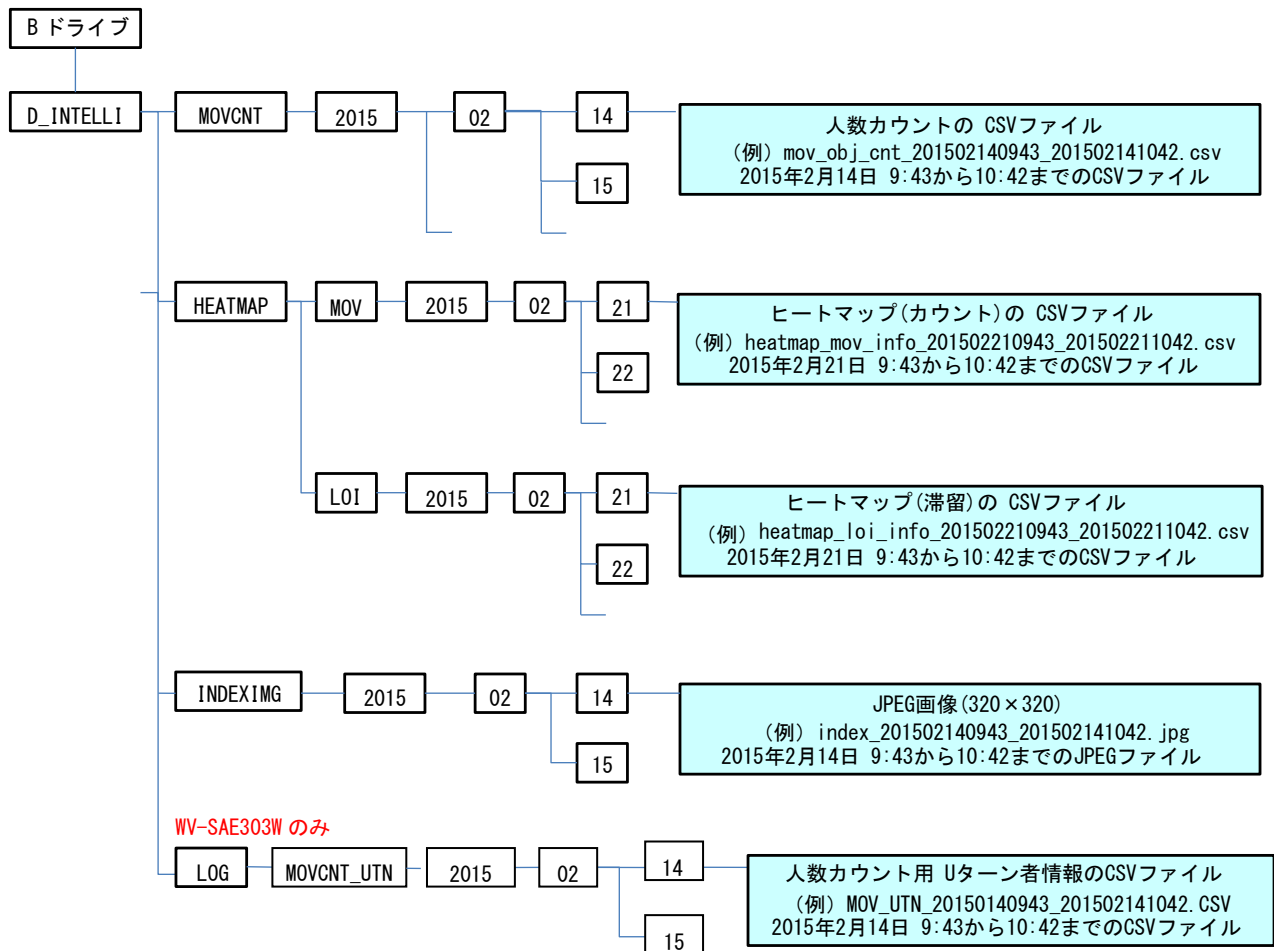 B ドライブ
D_INTELLI
MOVCNT
2015
02
14
15
人数カウントの CSVファイル
（例）mov_obj_cnt_201502140943_201502141042.csv
2015年2月14日 9:43から10:42までのCSVファイル
HEATMAP
MOV
2015
02
21
22
ヒートマップ(カウント)の CSVファイル
（例）heatmap_mov_info_201502210943_201502211042.csv
2015年2月21日 9:43から10:42までのCSVファイル
LOI
2015
02
21
22
ヒートマップ(滞留)の CSVファイル
（例）heatmap_loi_info_201502210943_201502211042.csv
2015年2月21日 9:43から10:42までのCSVファイル
INDEXIMG
2015
02
14
15
JPEG画像(320×320)
（例）index_201502140943_201502141042.jpg
2015年2月14日 9:43から10:42までのJPEGファイル
WV-SAE303W のみ
LOG
MOVCNT_UTN
2015
02
14
15
人数カウント用 Uターン者情報のCSVファイル
（例）MOV_UTN_20150140943_201502141042.CSV
2015年2月14日 9:43から10:42までのCSVファイル